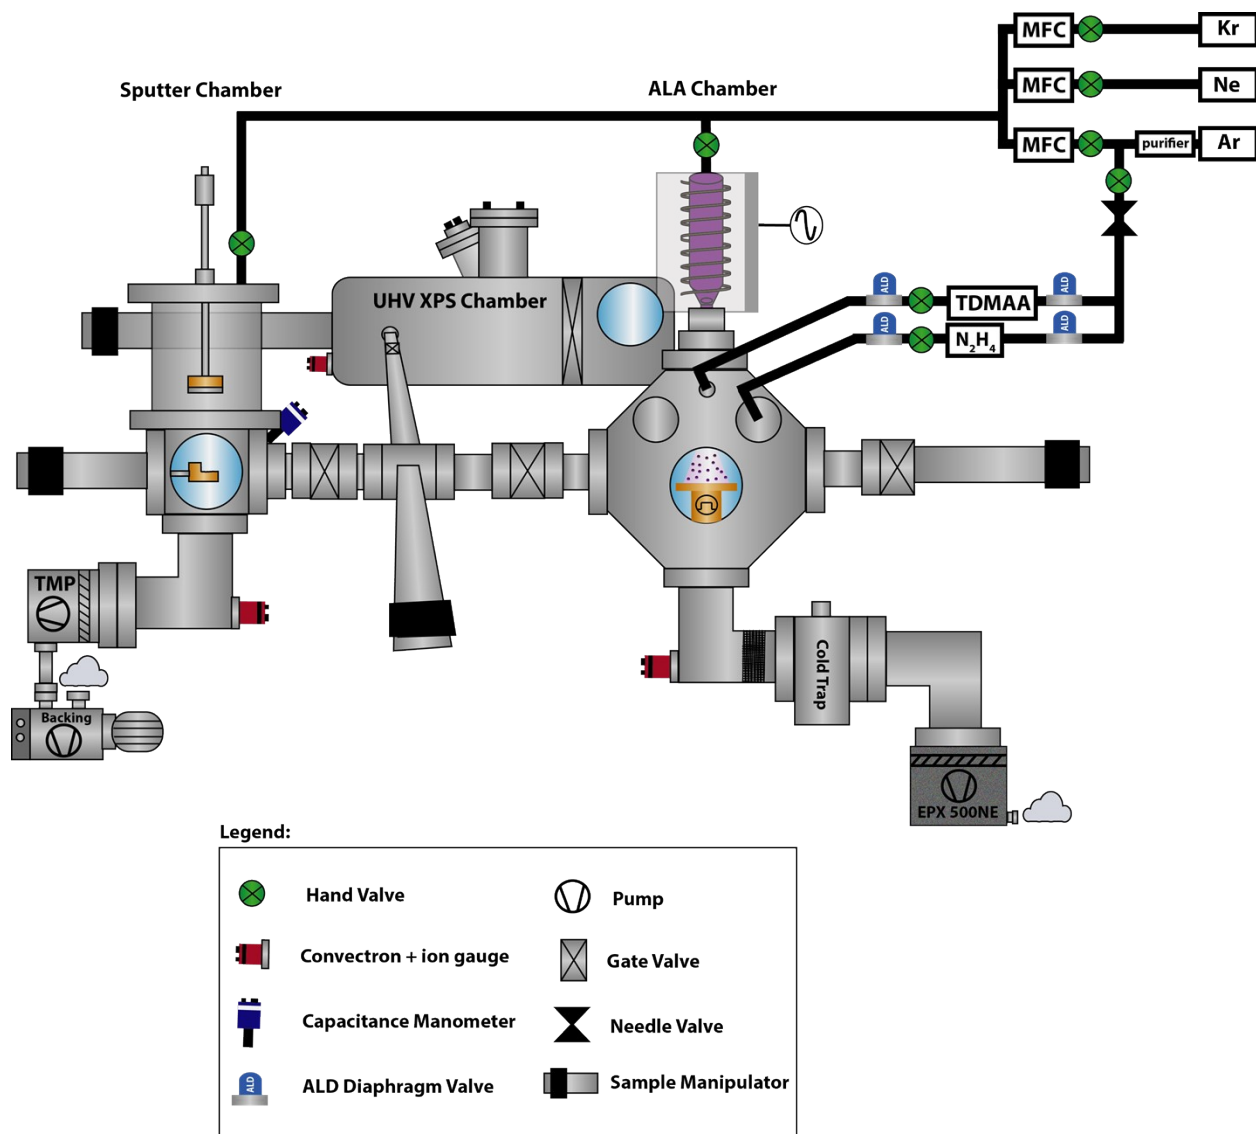 MFC
Kr
Sputter Chamber
ALA Chamber
MFC
Ne
MFC
purifier
Ar
UHV XPS Chamber
ALD
ALD
TDMAA
ALD
ALD
N₂H₄
TMP
Cold Trap
Backing
EPX 500NE
Legend:
Hand Valve
Pump
Convectron + ion gauge
Gate Valve
Capacitance Manometer
Needle Valve
ALD
ALD Diaphragm Valve
Sample Manipulator